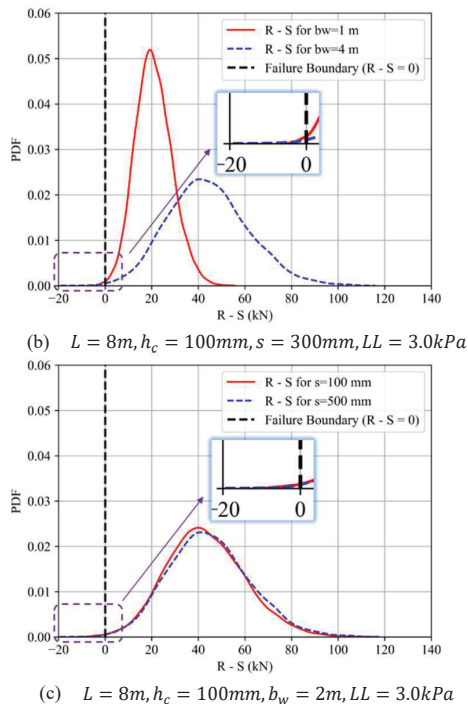 0.06
0.05
0.04
0.03
0.02
0.01
0.00
PDF
R - S for bw=1 m
R - S for bw=4 m
Failure Boundary (R - S = 0)
-20 0
-20 0 20 40 60 80 100 120 140
R - S (kN)
(b) L = 8m, h_c = 100mm, s = 300mm, LL = 3.0kPa
0.06
0.05
0.04
0.03
0.02
0.01
0.00
PDF
R - S for s=100 mm
R - S for s=500 mm
Failure Boundary (R - S = 0)
-20 0
-20 0 20 40 60 80 100 120 140
R - S (kN)
(c) L = 8m, h_c = 100mm, b_w = 2m, LL = 3.0kPa